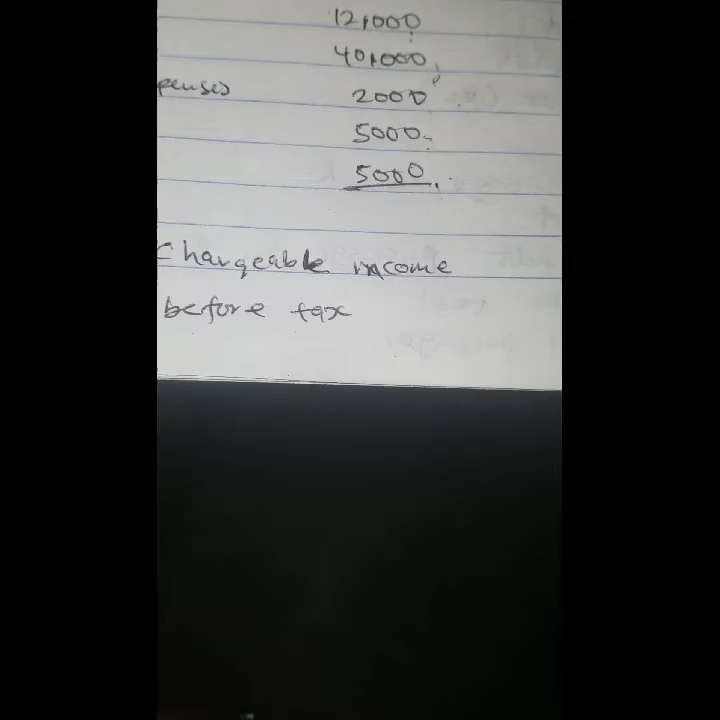 12,000
40,000
penses 2000
5000
5000
Chargeable income
before tax